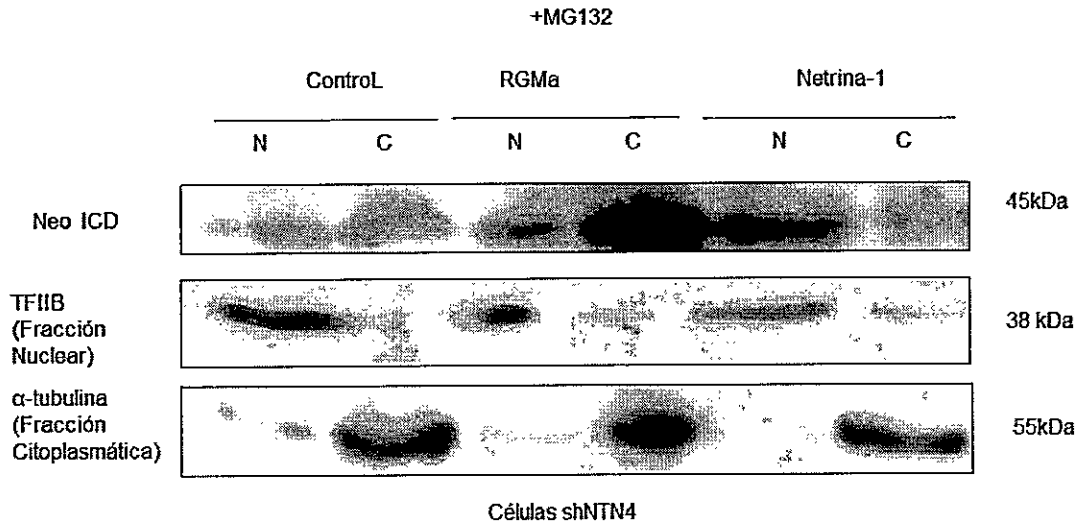 +MG132
ControL RGMa Netrina-1
N C N C N C
Neo ICD 45kDa
TFIIB
(Fracción
Nuclear)
38 kDa
α-tubulina
(Fracción
Citoplasmática)
55kDa
Células shNTN4